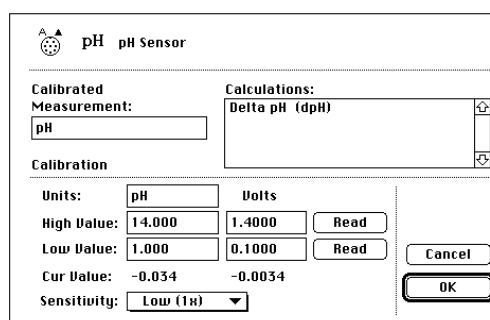 A
pH pH Sensor
Calibrated
Measurement:
pH
Calculations:
Delta pH (dpH)
Calibration
Units: pH Volts
High Value: 14.000 1.4000 Read
Low Value: 1.000 0.1000 Read
Cur Value: -0.034 -0.0034
Sensitivity: Low (1x)
Cancel
OK